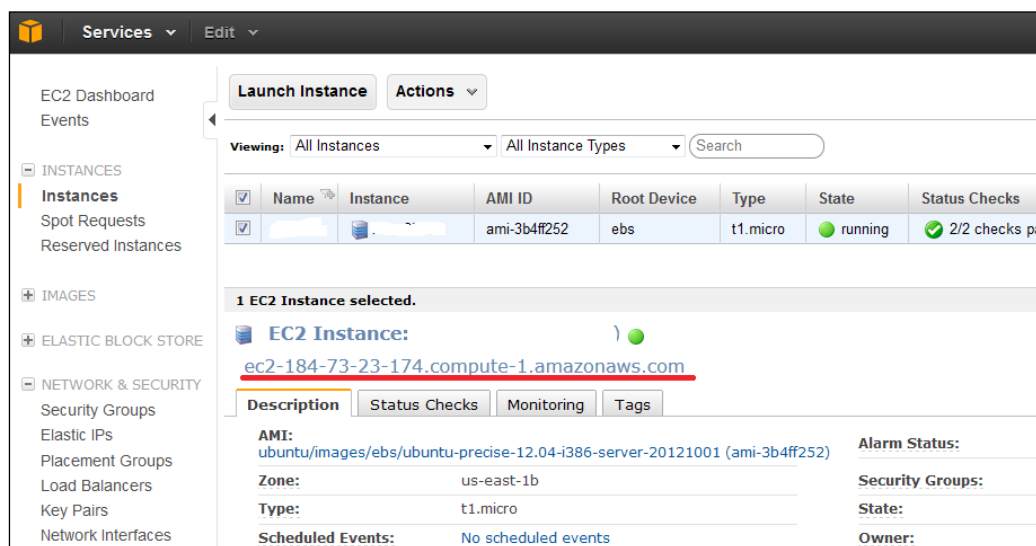 Services Edit
EC2 Dashboard
Events
INSTANCES
Instances
Spot Requests
Reserved Instances
IMAGES
ELASTIC BLOCK STORE
NETWORK & SECURITY
Security Groups
Elastic IPs
Placement Groups
Load Balancers
Key Pairs
Network Interfaces
Launch Instance Actions
Viewing: All Instances All Instance Types Search
Name Instance AMI ID Root Device Type State Status Checks
ami-3b4ff252 ebs t1.micro running 2/2 checks
1 EC2 Instance selected.
EC2 Instance: )
ec2-184-73-23-174.compute-1.amazonaws.com
Description Status Checks Monitoring Tags
AMI:
ubuntu/images/ebs/ubuntu-precise-12.04-i386-server-20121001 (ami-3b4ff252)
Alarm Status:
Zone: us-east-1b Security Groups:
Type: t1.micro State:
Scheduled Events: No scheduled events Owner: